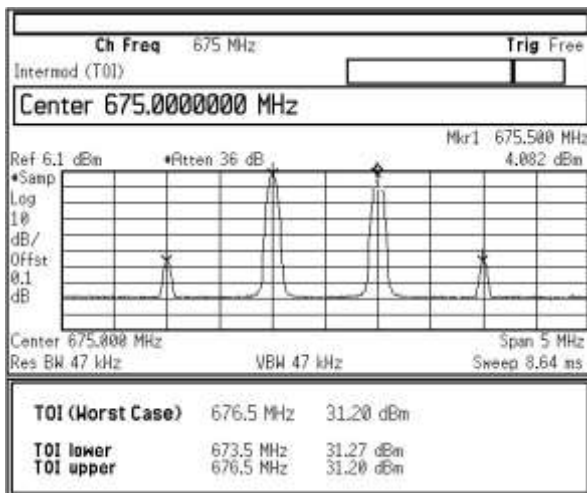 Ch Freq 675 MHz Trig Free
Intermod (TOI)
Center 675.0000000 MHz
Mkr1 675.500 MHz
Ref 6.1 dBm *Atten 36 dB 4.082 dBm
*Samp
Log
10
dB/
Offst
0.1
dB
Center 675.000 MHz Span 5 MHz
Res BW 47 kHz VBW 47 kHz Sweep 8.64 ms
TOI (Worst Case) 676.5 MHz 31.20 dBm
TOI lower 673.5 MHz 31.27 dBm
TOI upper 676.5 MHz 31.20 dBm